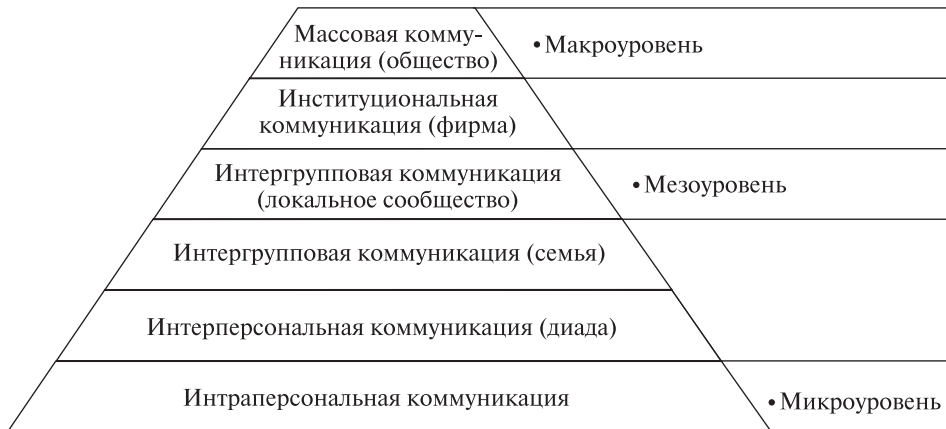 Массовая комму-
никация (общество)
• Макроуровень
Институциональная
коммуникация (фирма)
Интергрупповая коммуникация
(локальное сообщество)
• Мезоуровень
Интергрупповая коммуникация (семья)
Интерперсональная коммуникация (диада)
Интраперсональная коммуникация
• Микроуровень